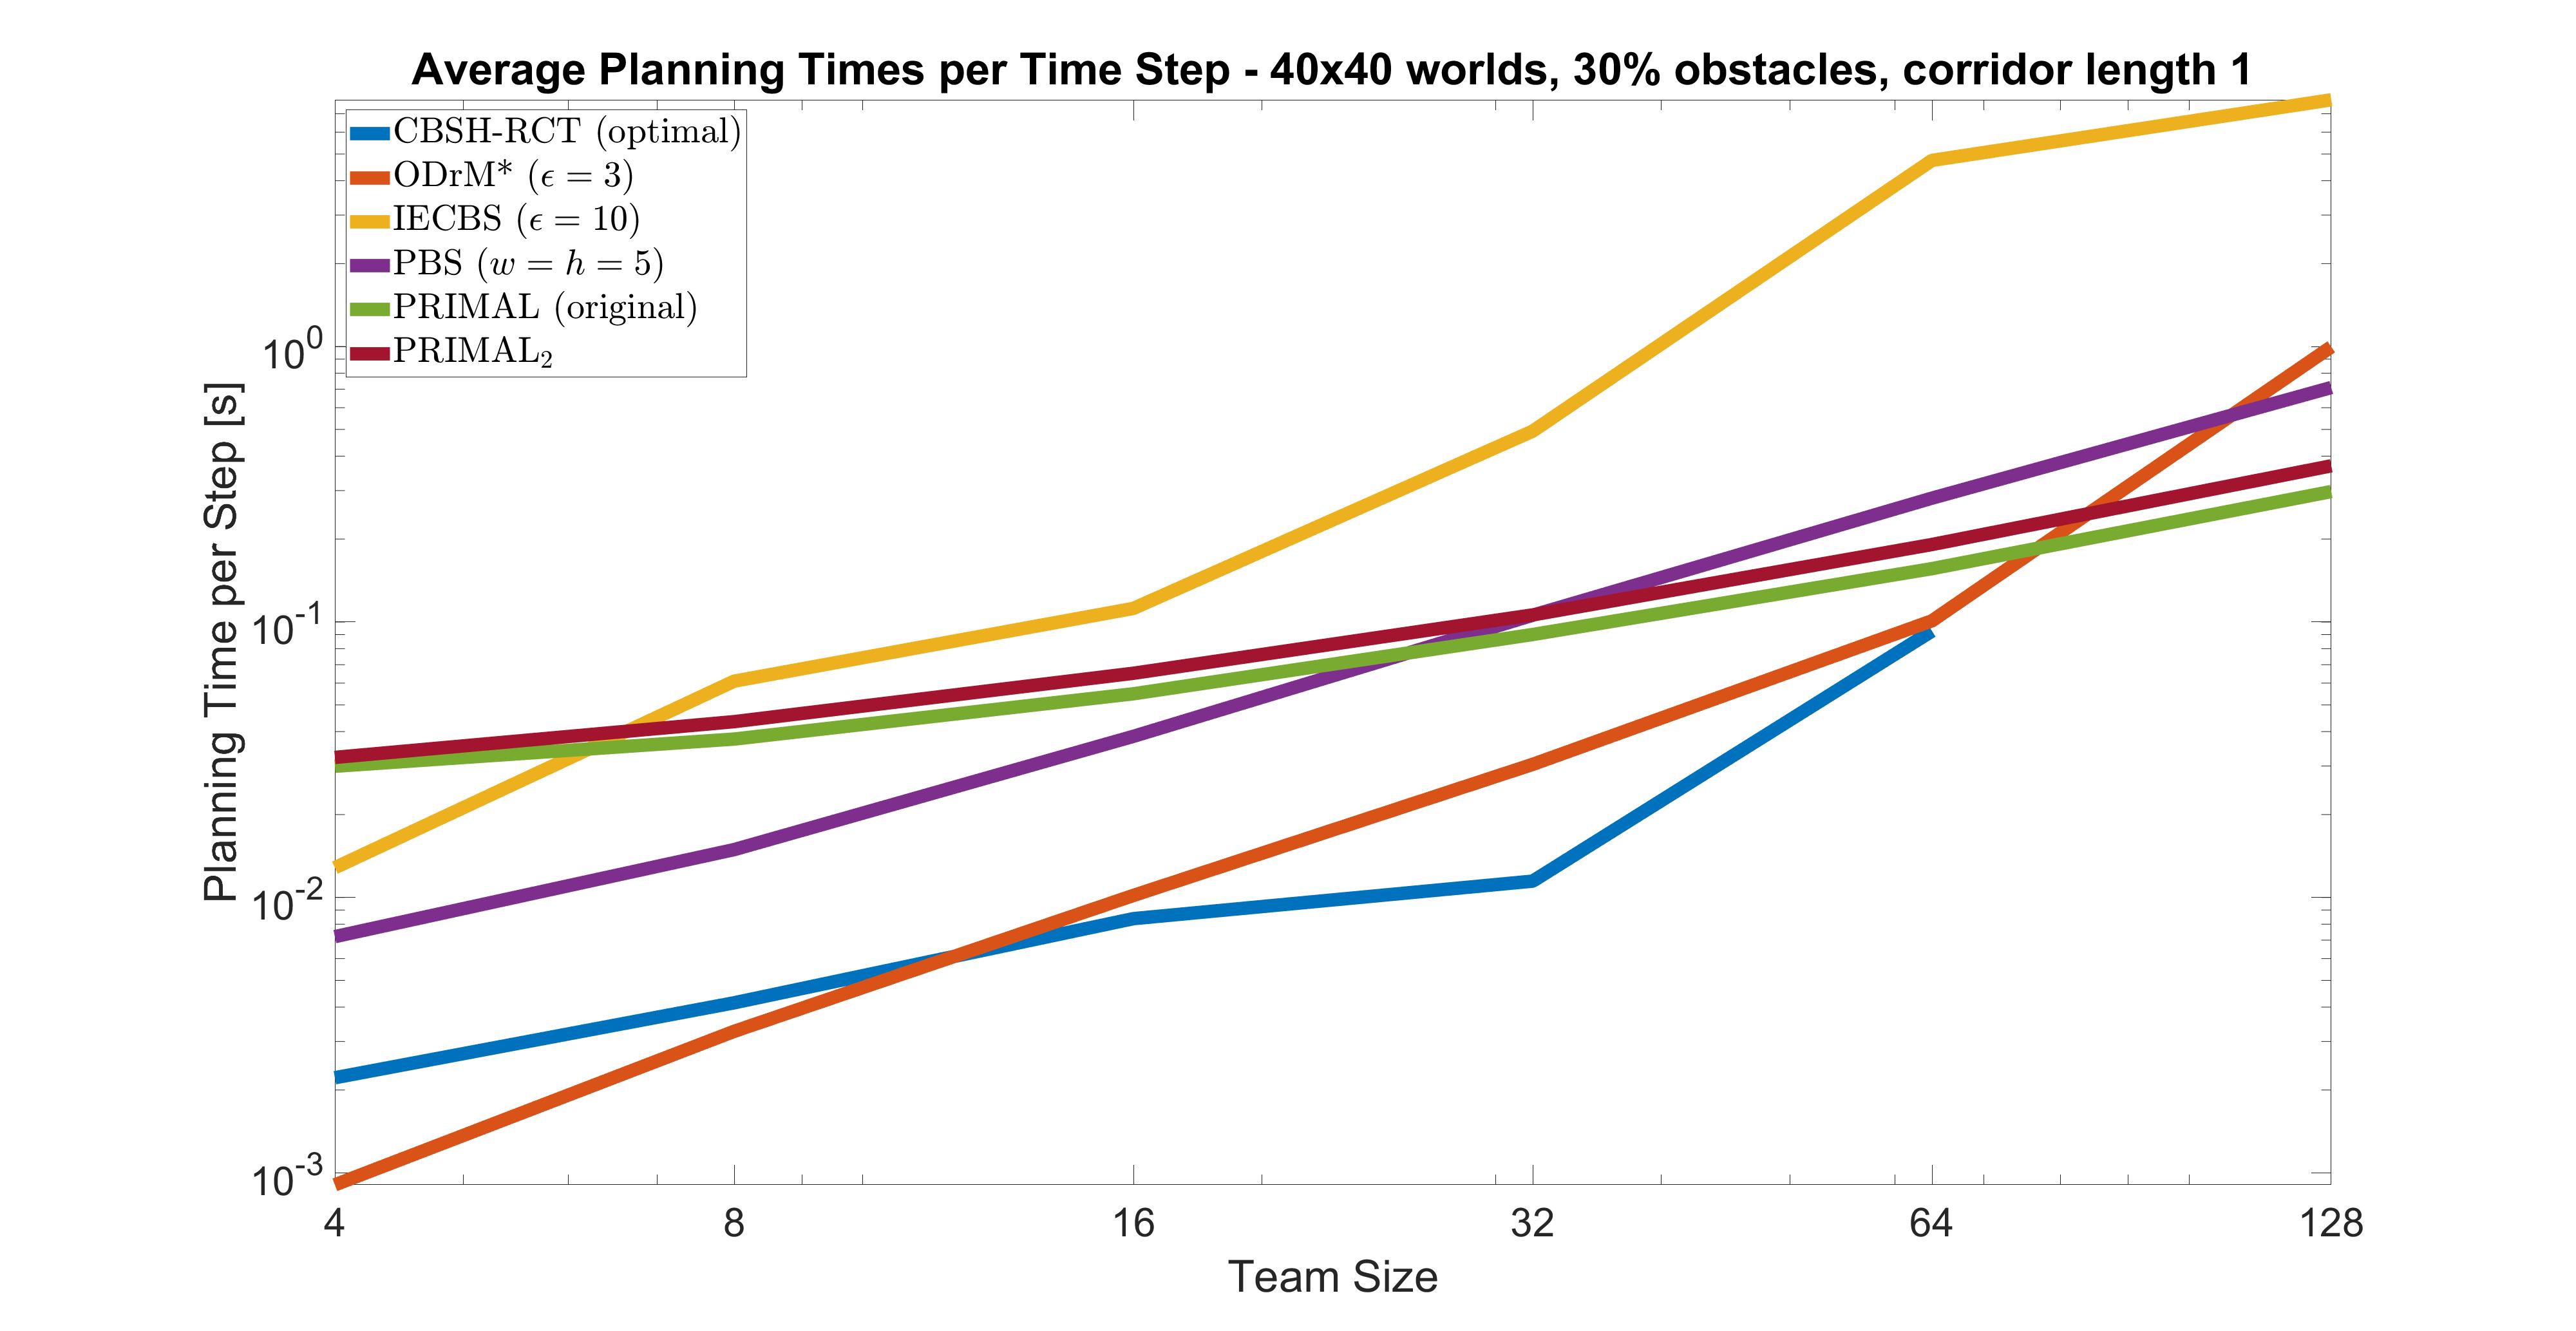 Average Planning Times per Time Step - 40x40 worlds, 30% obstacles, corridor length 1
CBSH-RCT (optimal)
ODrM* (ϵ = 3)
IECBS (ϵ = 10)
PBS (w = h = 5)
PRIMAL (original)
PRIMAL₂
Planning Time per Step [s]
10⁰
10⁻¹
10⁻²
10⁻³
4 8 16 32 64 128
Team Size